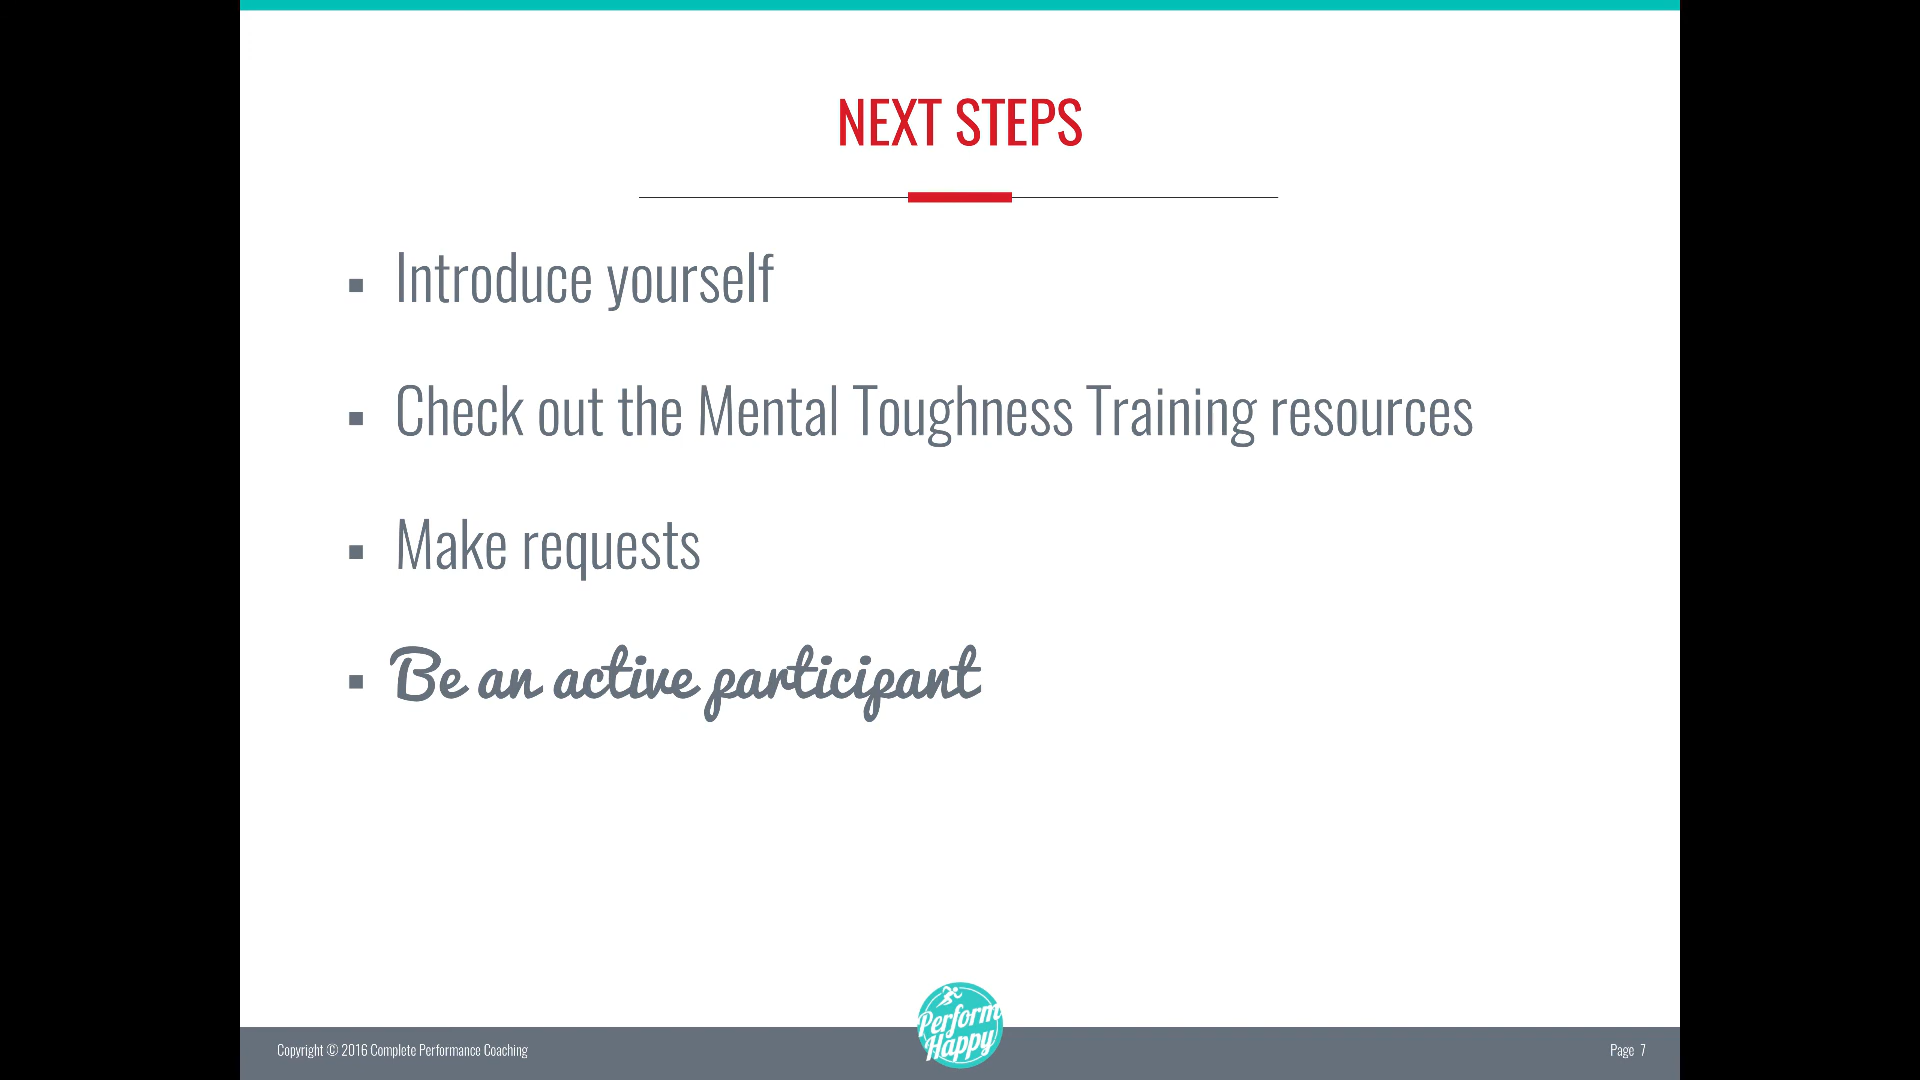 NEXT STEPS
Introduce yourself
Check out the Mental Toughness Training resources
Make requests
Be an active participant
Perform
Happy
Copyright © 2016 Complete Performance Coaching
Page 7